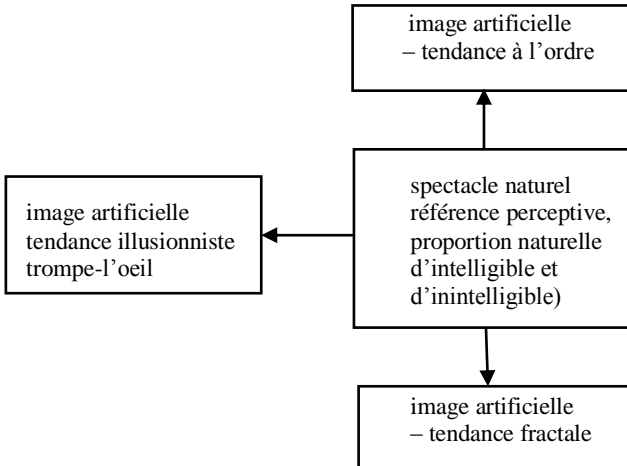 image artificielle
– tendance à l’ordre
image artificielle
tendance illusionniste
trompe-l’oeil
spectacle naturel
référence perceptive,
proportion naturelle
d’intelligible et
d’inintelligible)
image artificielle
– tendance fractale